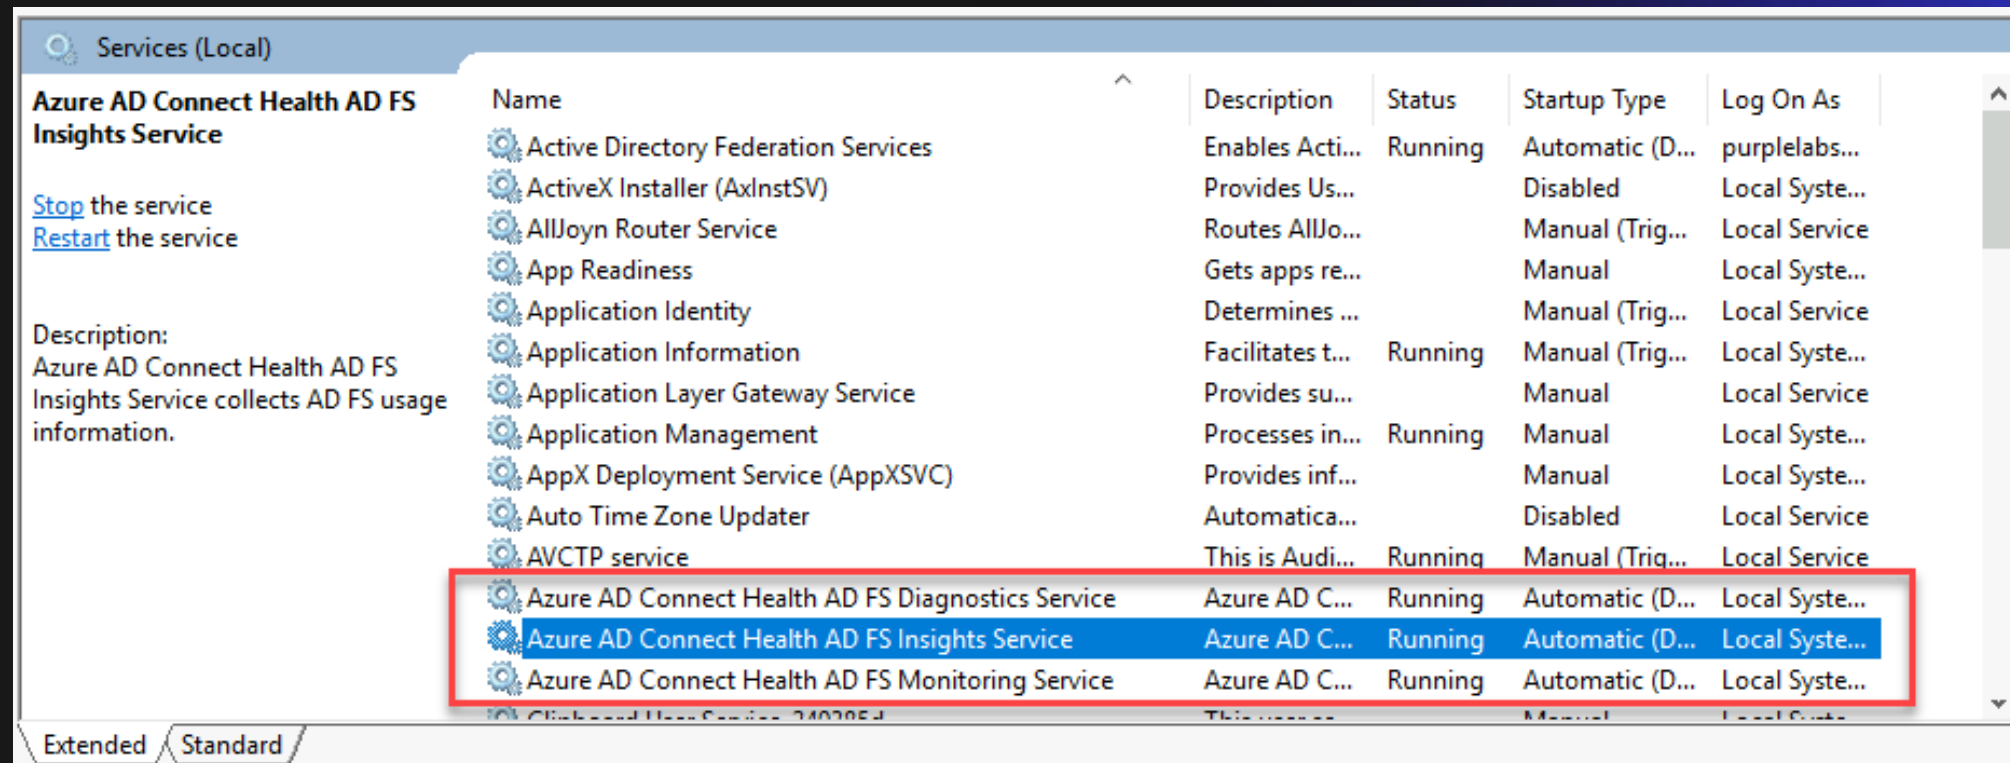 Services (Local)
Azure AD Connect Health AD FS
Insights Service
Stop the service
Restart the service
Description:
Azure AD Connect Health AD FS
Insights Service collects AD FS usage
information.
Name Description Status Startup Type Log On As
Active Directory Federation Services Enables Acti... Running Automatic (D... purplelabs...
ActiveX Installer (AxInstSV) Provides Us... Disabled Local Syste...
AllJoyn Router Service Routes AllJo... Manual (Trig... Local Service
App Readiness Gets apps re... Manual Local Syste...
Application Identity Determines ... Manual (Trig... Local Service
Application Information Facilitates t... Running Manual (Trig... Local Syste...
Application Layer Gateway Service Provides su... Manual Local Service
Application Management Processes in... Running Manual Local Syste...
AppX Deployment Service (AppXSVC) Provides inf... Manual Local Syste...
Auto Time Zone Updater Automatica... Disabled Local Service
AVCTP service This is Audi... Running Manual (Trig... Local Service
Azure AD Connect Health AD FS Diagnostics Service Azure AD C... Running Automatic (D... Local Syste...
Azure AD Connect Health AD FS Insights Service Azure AD C... Running Automatic (D... Local Syste...
Azure AD Connect Health AD FS Monitoring Service Azure AD C... Running Automatic (D... Local Syste...
Extended Standard